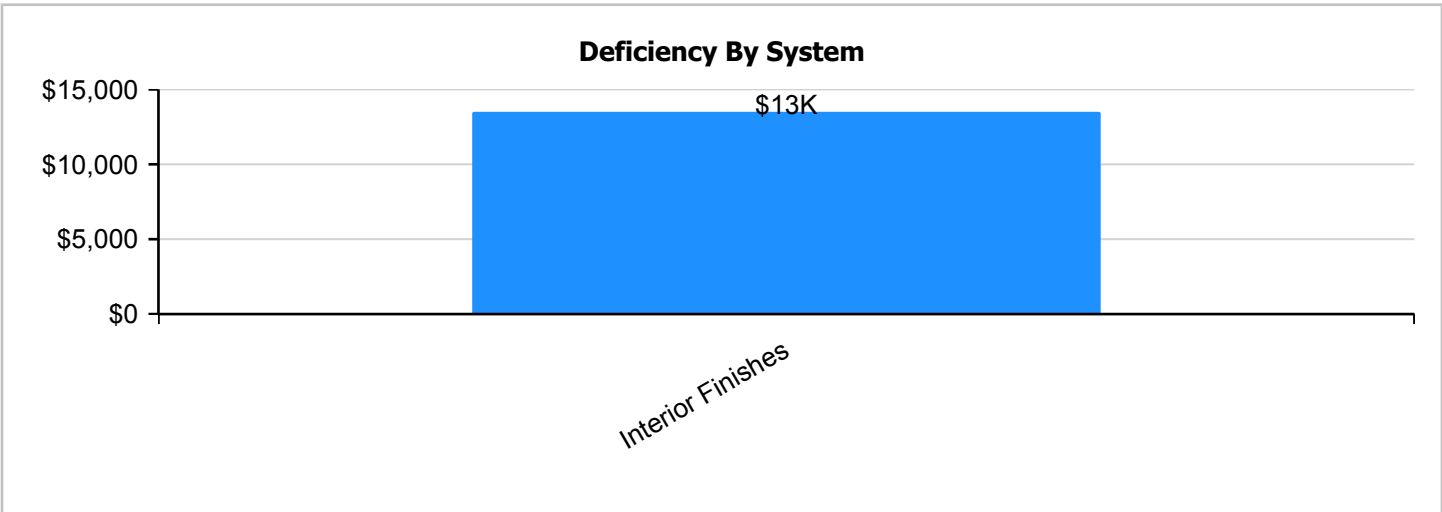 Deficiency By System
$15,000
$13K
$10,000
$5,000
$0
Interior Finishes